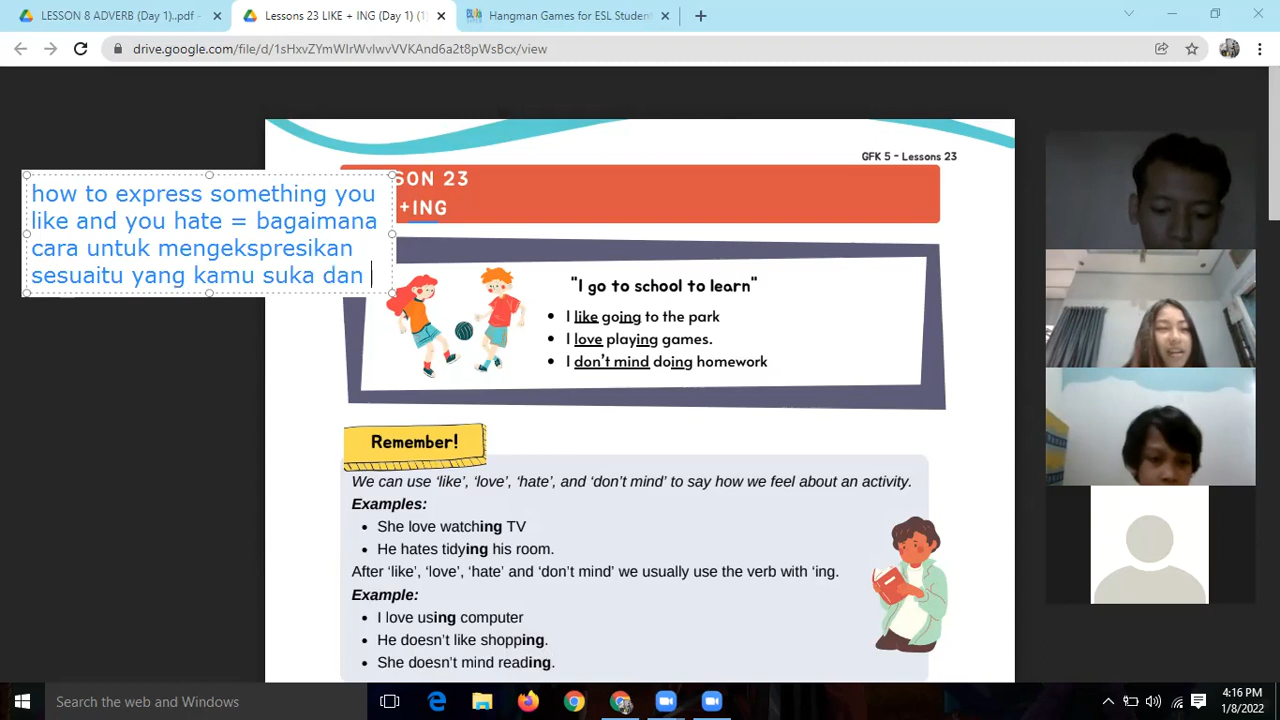 LESSON 8 ADVERB (Day 1)..pdf -
Lessons 23 LIKE + ING (Day 1) (1)
Hangman Games for ESL Student
drive.google.com/file/d/1sHxvZYmWIrWvlwvVVKAnd6a2t8pWsBcx/view
GFK 5 - Lessons 23
SON 23
+ING
how to express something you
like and you hate = bagaimana
cara untuk mengekspresikan
sesuaitu yang kamu suka dan
"I go to school to learn"
• I like going to the park
• I love playing games.
• I don't mind doing homework
Remember!
We can use 'like', 'love', 'hate', and 'don't mind' to say how we feel about an activity.
Examples:
• She love watching TV
• He hates tidying his room.
After 'like', 'love', 'hate' and 'don't mind' we usually use the verb with 'ing.
Example:
• I love using computer
• He doesn't like shopping.
• She doesn't mind reading.
Search the web and Windows
4:16 PM
1/8/2022